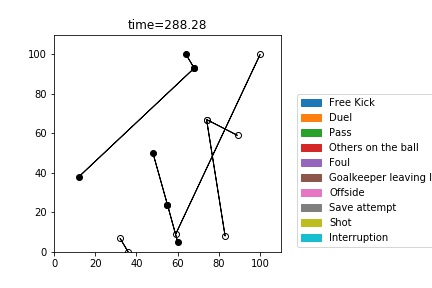 time=288.28
100
80
60
40
20
0
0 20 40 60 80 100
Free Kick
Duel
Pass
Others on the ball
Foul
Goalkeeper leaving l
Offside
Save attempt
Shot
Interruption